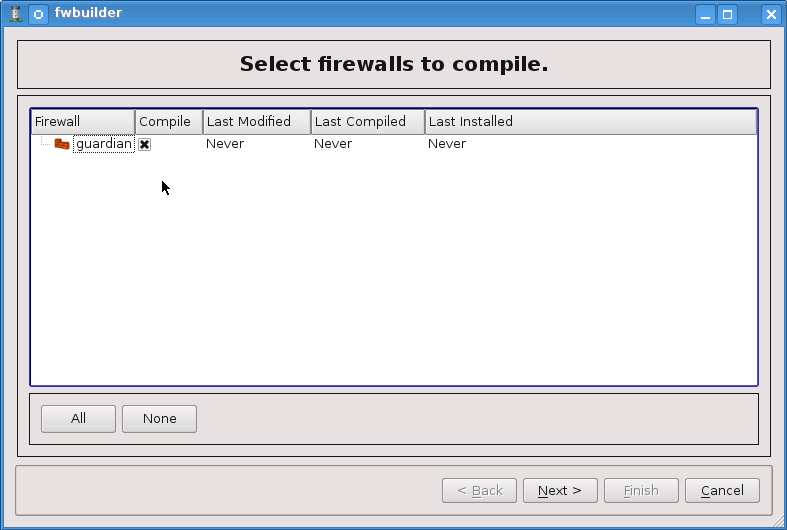 fwbuilder
Select firewalls to compile.
Firewall Compile Last Modified Last Compiled Last Installed
guardian Never Never Never
All None
< Back Next > Finish Cancel